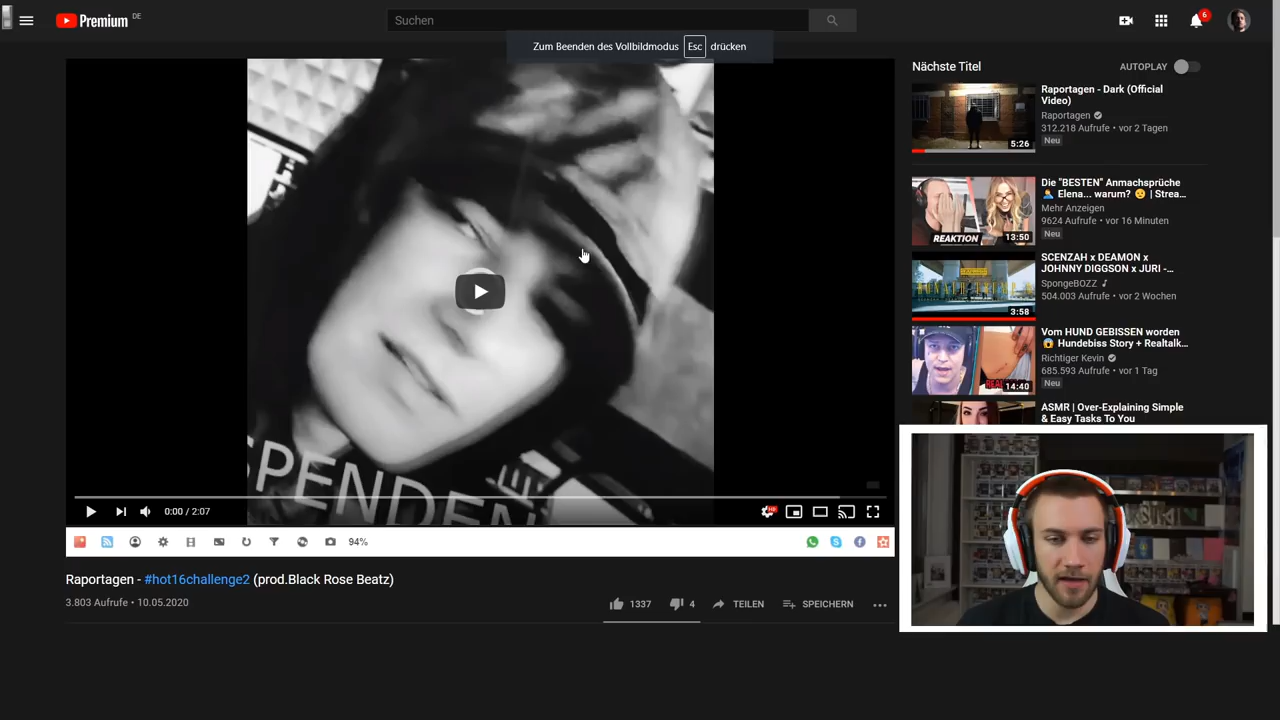 Premium DE
Suchen
6
Zum Beenden des Vollbildmodus Esc drücken
SPENDEN
0:00 / 2:07
HD
94%
Raportagen - #hot16challenge2 (prod.Black Rose Beatz)
3.803 Aufrufe • 10.05.2020
1337
4
TEILEN
SPEICHERN
Nächste Titel
AUTOPLAY
5:26
Raportagen - Dark (Official
Video)
Raportagen
312.218 Aufrufe • vor 2 Tagen
Neu
REAKTION
13:50
Die "BESTEN" Anmachsprüche
Elena... warum? | Strea...
Mehr Anzeigen
9624 Aufrufe • vor 16 Minuten
Neu
3:58
SCENZAH x DEAMON x
JOHNNY DIGGSON x JURI -...
SpongeBOZZ
504.003 Aufrufe • vor 2 Wochen
14:40
Vom HUND GEBISSEN worden
Hundebiss Story + Realtalk...
Richtiger Kevin
685.593 Aufrufe • vor 1 Tag
Neu
ASMR | Over-Explaining Simple
& Easy Tasks To You